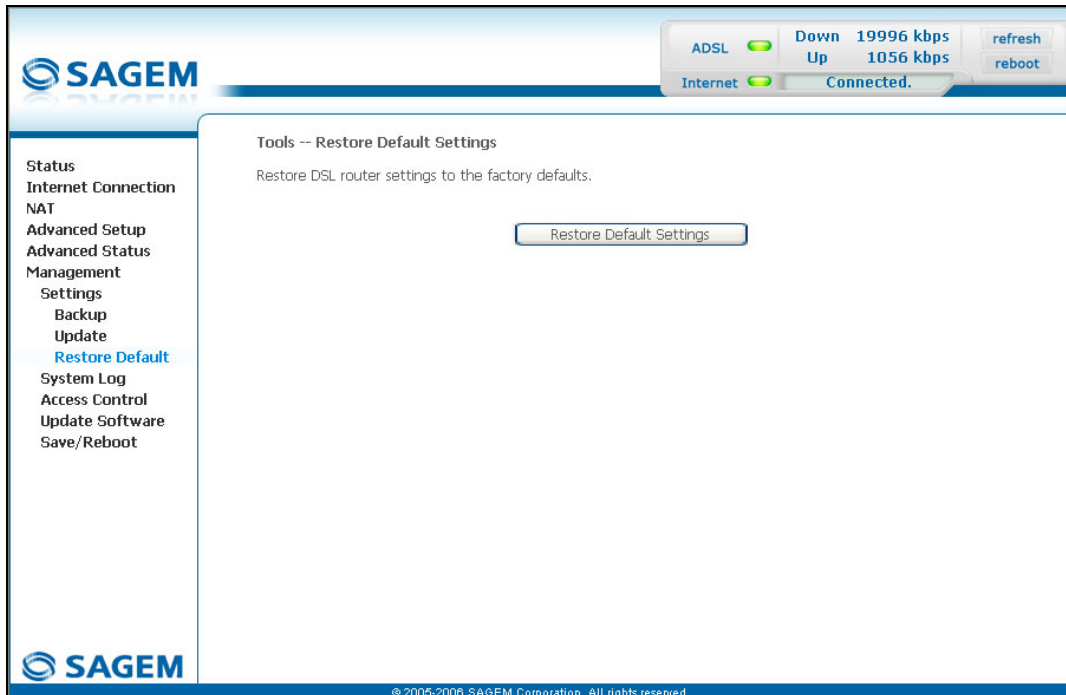 SAGEM
ADSL
Down 19996 kbps
Up 1056 kbps
refresh
reboot
Internet
Connected.
Status
Internet Connection
NAT
Advanced Setup
Advanced Status
Management
Settings
Backup
Update
Restore Default
System Log
Access Control
Update Software
Save/Reboot
Tools -- Restore Default Settings
Restore DSL router settings to the factory defaults.
Restore Default Settings
SAGEM
© 2005-2006 SAGEM Corporation. All rights reserved.